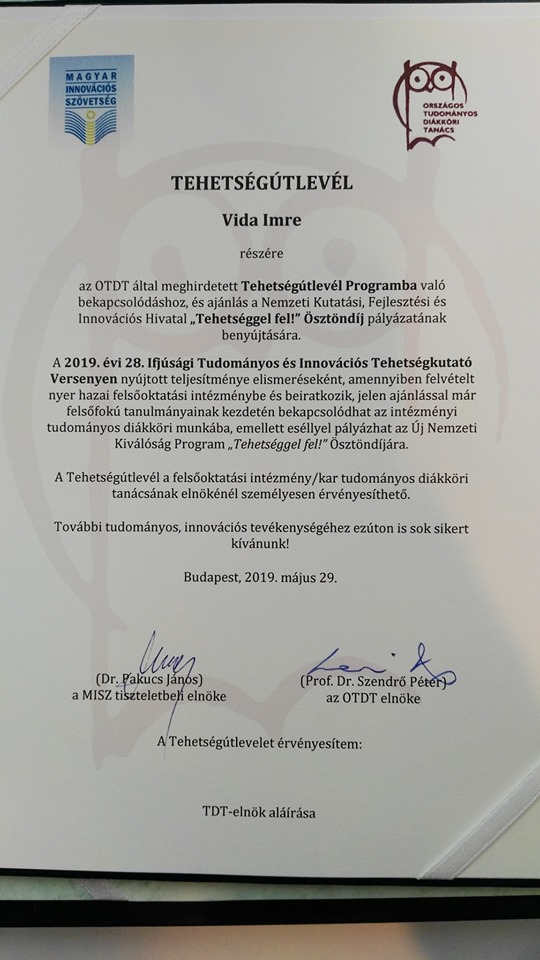 MAGYAR
INNOVÁCIÓS
SZÖVETSÉG
ORSZÁGOS
TUDOMÁNYOS
DIÁKKÖRI
TANÁCS
TEHETSÉGÚTLEVÉL
Vida Imre
részére
az OTDT által meghirdetett Tehetségútlevél Programba való
bekapcsolódáshoz, és ajánlás a Nemzeti Kutatási, Fejlesztési és
Innovációs Hivatal „Tehetséggel fel!” Ösztöndíj pályázatának
benyújtására.
A 2019. évi 28. Ifjúsági Tudományos és Innovációs Tehetségkutató
Versenyen nyújtott teljesítménye elismeréseként, amennyiben felvételt
nyer hazai felsőoktatási intézménybe és beiratkozik, jelen ajánlással már
felsőfokú tanulmányainak kezdetén bekapcsolódhat az intézményi
tudományos diákköri munkába, emellett eséllyel pályázhat az Új Nemzeti
Kiválóság Program „Tehetséggel fel!” Ösztöndíjára.
A Tehetségútlevél a felsőoktatási intézmény/kar tudományos diákköri
tanácsának elnökénél személyesen érvényesíthető.
További tudományos, innovációs tevékenységéhez ezúton is sok sikert
kívánunk!
Budapest, 2019. május 29.
(Dr. Pakucs János) (Prof. Dr. Szendrő Péter)
a MISZ tiszteletbeli elnöke az OTDT elnöke
A Tehetségútlevelet érvényesítem:
TDT-elnök aláírása